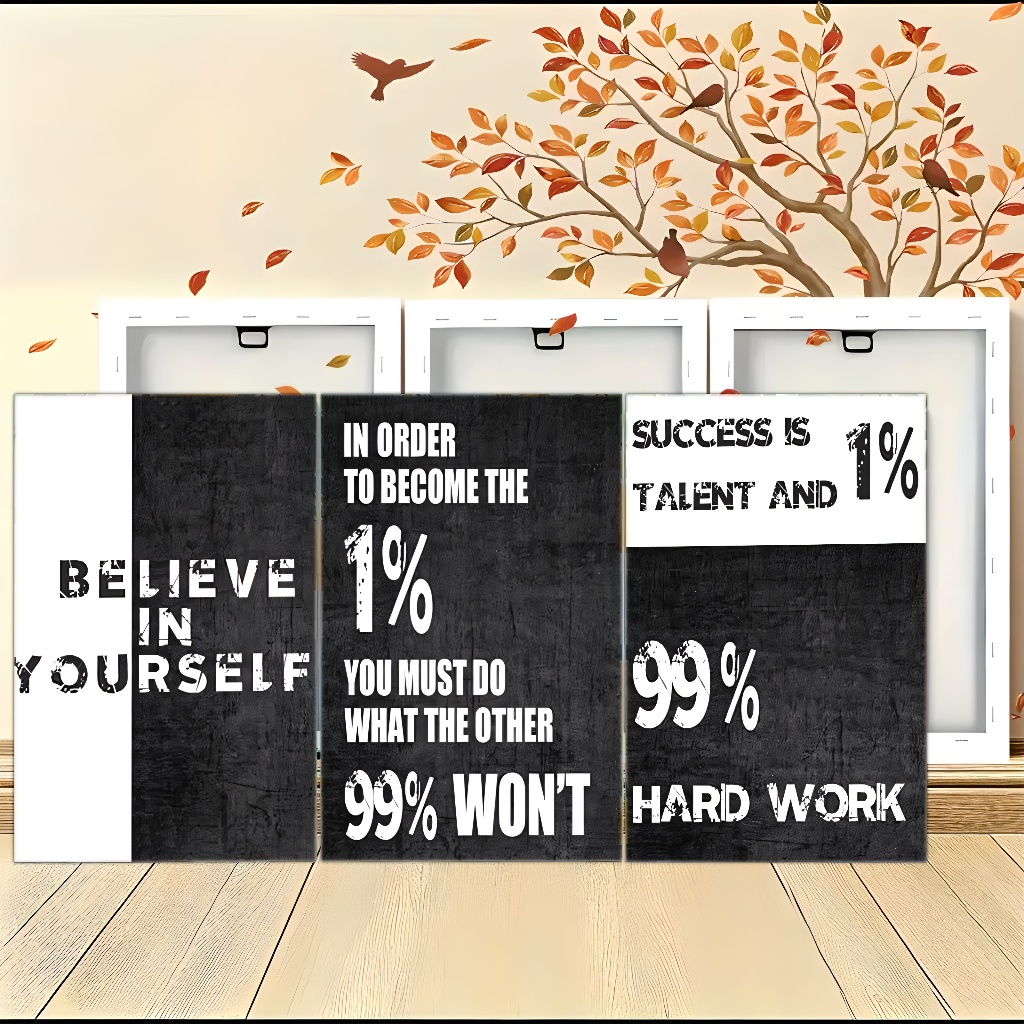 BELIEVE
IN
YOURSELF
IN ORDER
TO BECOME THE
1%
YOU MUST DO
WHAT THE OTHER
99% WON'T
SUCCESS IS
TALENT AND 1%
99%
HARD WORK